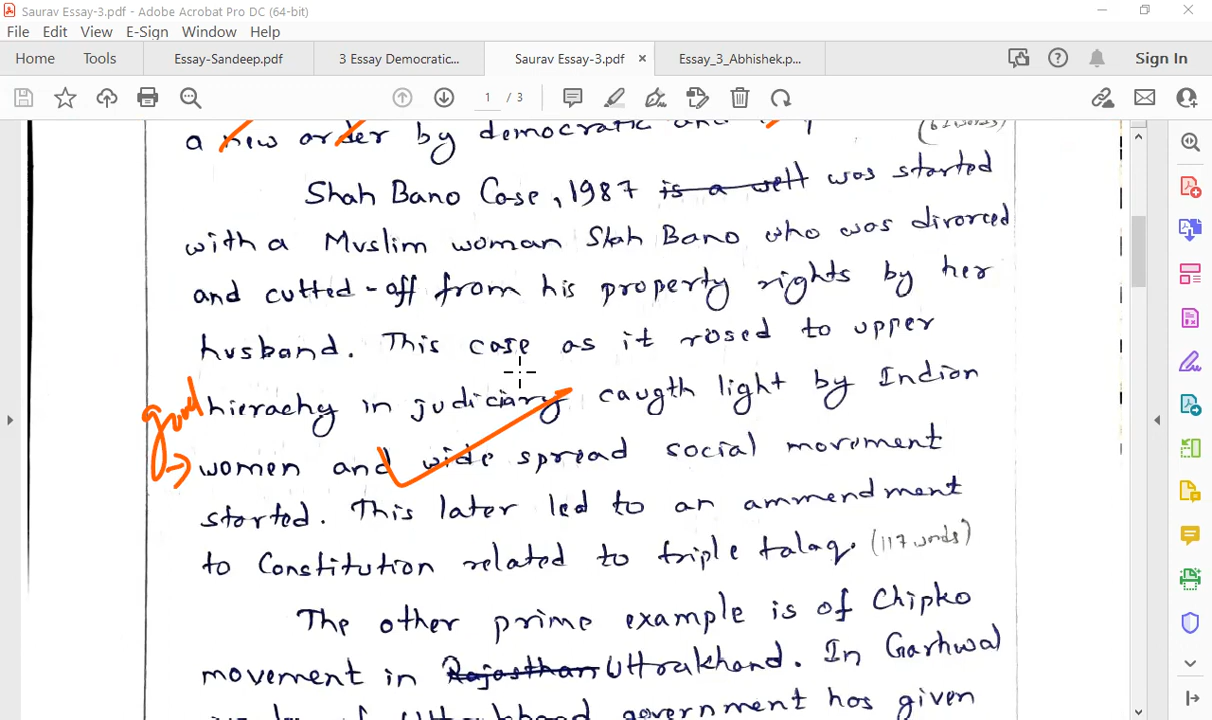 Saurav Essay-3.pdf - Adobe Acrobat Pro DC (64-bit)
File Edit View E-Sign Window Help
Home Tools Essay-Sandeep.pdf 3 Essay Democratic... Saurav Essay-3.pdf × Essay_3_Abhishek.p... Sign In
1 / 3
a new order by democratic and
Shah Bano Case, 1987 is a well was started
with a Muslim woman Shah Bano who was divorced
and cutted-off from his property rights by her
husband. This case as it rosed to upper
good hierachy in judiciary caugth light by Indian
women and wide spread social movement
started. This later led to an ammendment
to Constitution related to triple talaq. (117 words)
The other prime example is of Chipko
movement in Rajasthan Uttrakhand. In Garhwal
government has given